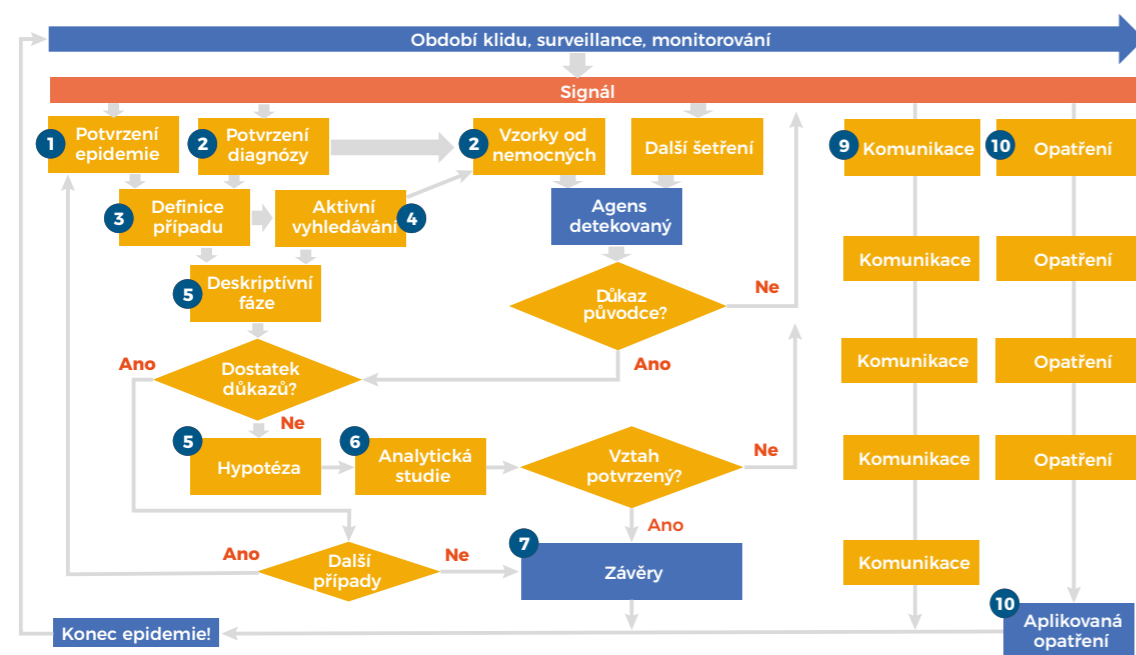 Období klidu, surveillance, monitorování
Signál
1
Potvrzení
epidemie
2
Potvrzení
diagnózy
2
Vzorky od
nemocných
Další šetření
9
Komunikace
10
Opatření
3
Definice
případu
Aktivní
vyhledávání
4
Agens
detekovaný
5
Deskriptívní
fáze
Důkaz
původce?
Ne
Komunikace
Opatření
Ano
Dostatek
důkazů?
Ano
Komunikace
Opatření
Ne
5
Hypotéza
6
Analytická
studie
Vztah
potvrzený?
Ne
Komunikace
Opatření
Ano
Ano
Další
případy
Ne
7
Závěry
Komunikace
Konec epidemie!
10
Aplikovaná
opatření